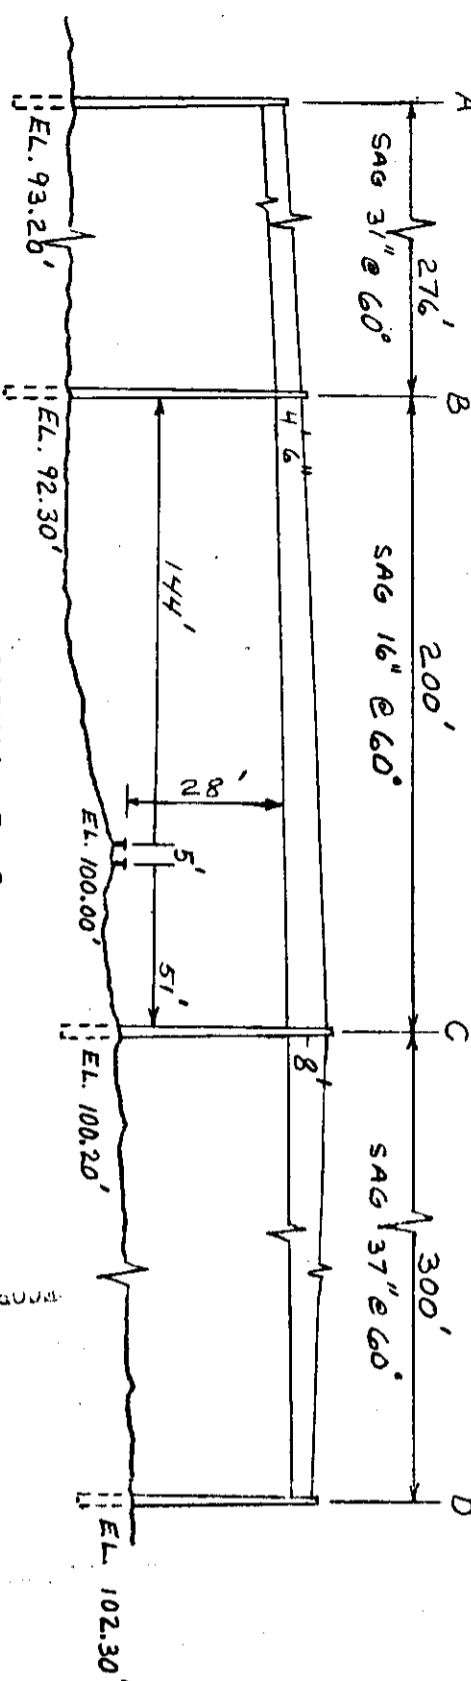 A
B
C
D
276'
200'
300'
SAG 31" @ 60°
SAG 16" @ 60°
SAG 37" @ 60°
4' 6"
8'
28'
144'
5'
51'
EL. 93.20'
EL. 92.30'
EL. 100.00'
EL. 100.20'
EL. 102.30'